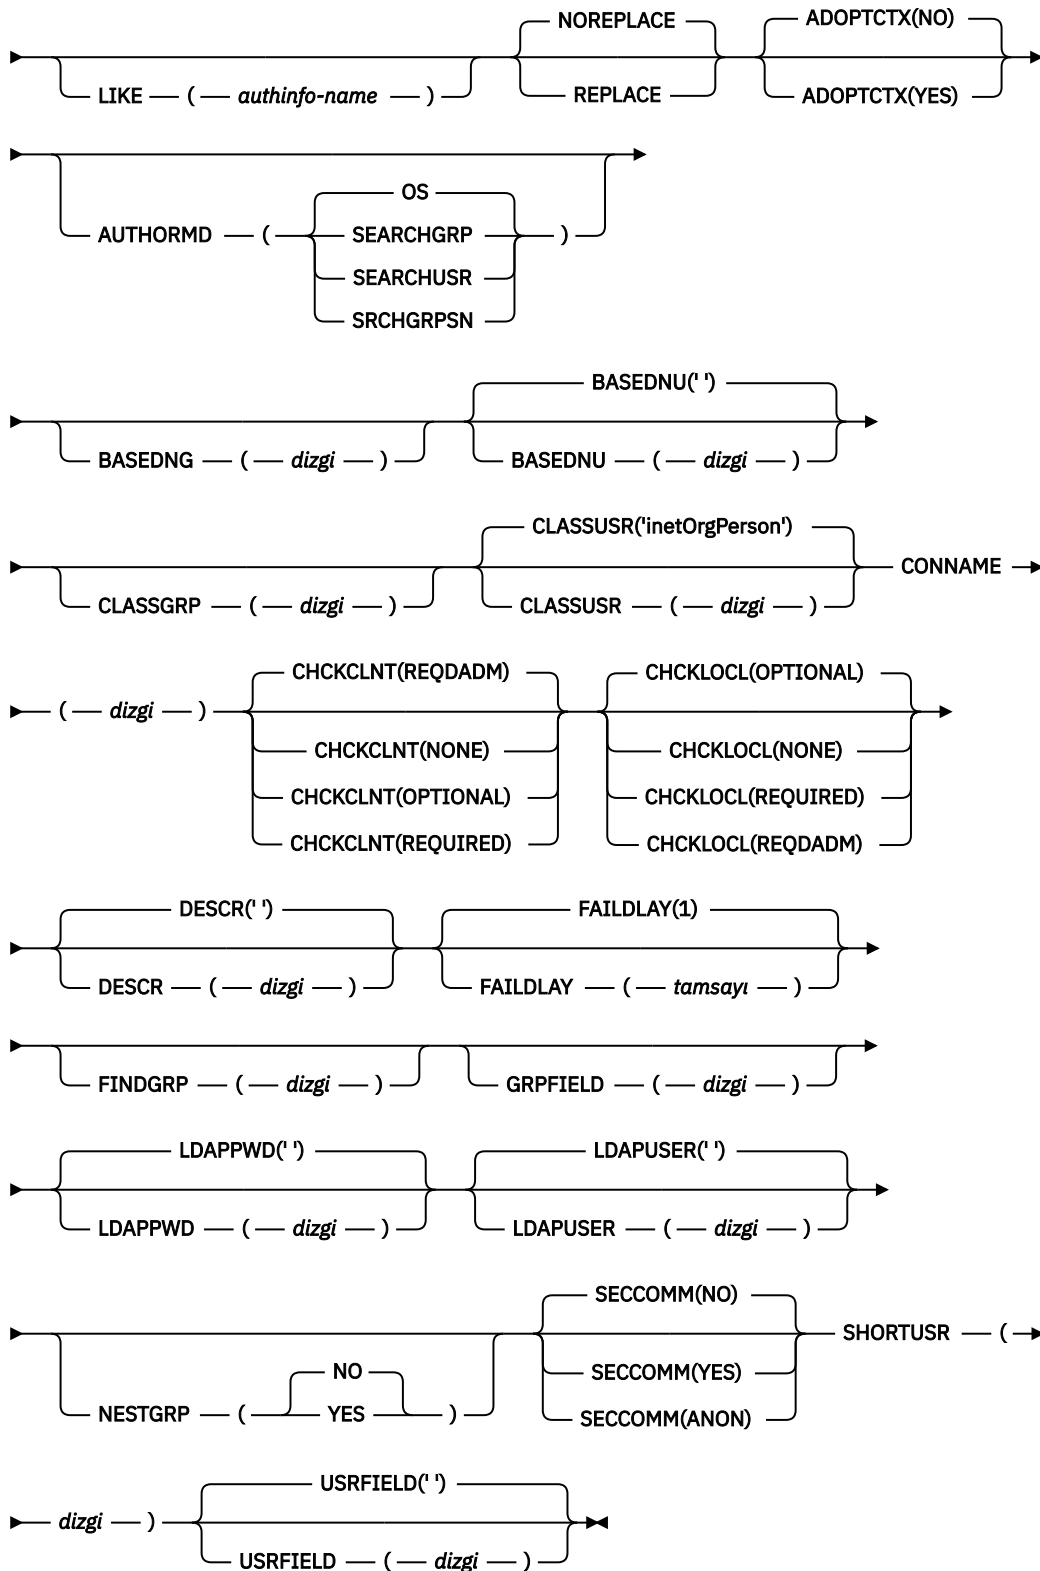 NOREPLACE ADOPTCTX(NO)
LIKE ( authinfo-name ) REPLACE ADOPTCTX(YES)
OS
AUTHORMD ( SEARCHGRP )
SEARCHUSR
SRCHGRPSN
BASEDNU(' ')
BASEDNG ( dizgi ) BASEDNU ( dizgi )
CLASSUSR('inetOrgPerson')
CONNAME
CLASSGRP ( dizgi ) CLASSUSR ( dizgi )
CHCKCLNT(REQDADM) CHCKLOCL(OPTIONAL)
( dizgi )
CHCKCLNT(NONE) CHCKLOCL(NONE)
CHCKCLNT(OPTIONAL) CHCKLOCL(REQUIRED)
CHCKCLNT(REQUIRED) CHCKLOCL(REQDADM)
DESCR(' ') FAILDLAY(1)
DESCR ( dizgi ) FAILDLAY ( tamsayı )
FINDGRP ( dizgi ) GRPFIELD ( dizgi )
LDAPPWD(' ') LDAPUSER(' ')
LDAPPWD ( dizgi ) LDAPUSER ( dizgi )
SECCOMM(NO)
SHORTUSR (
NO SECCOMM(YES)
NESTGRP ( YES ) SECCOMM(ANON)
USRFIELD(' ')
dizgi )
USRFIELD ( dizgi )